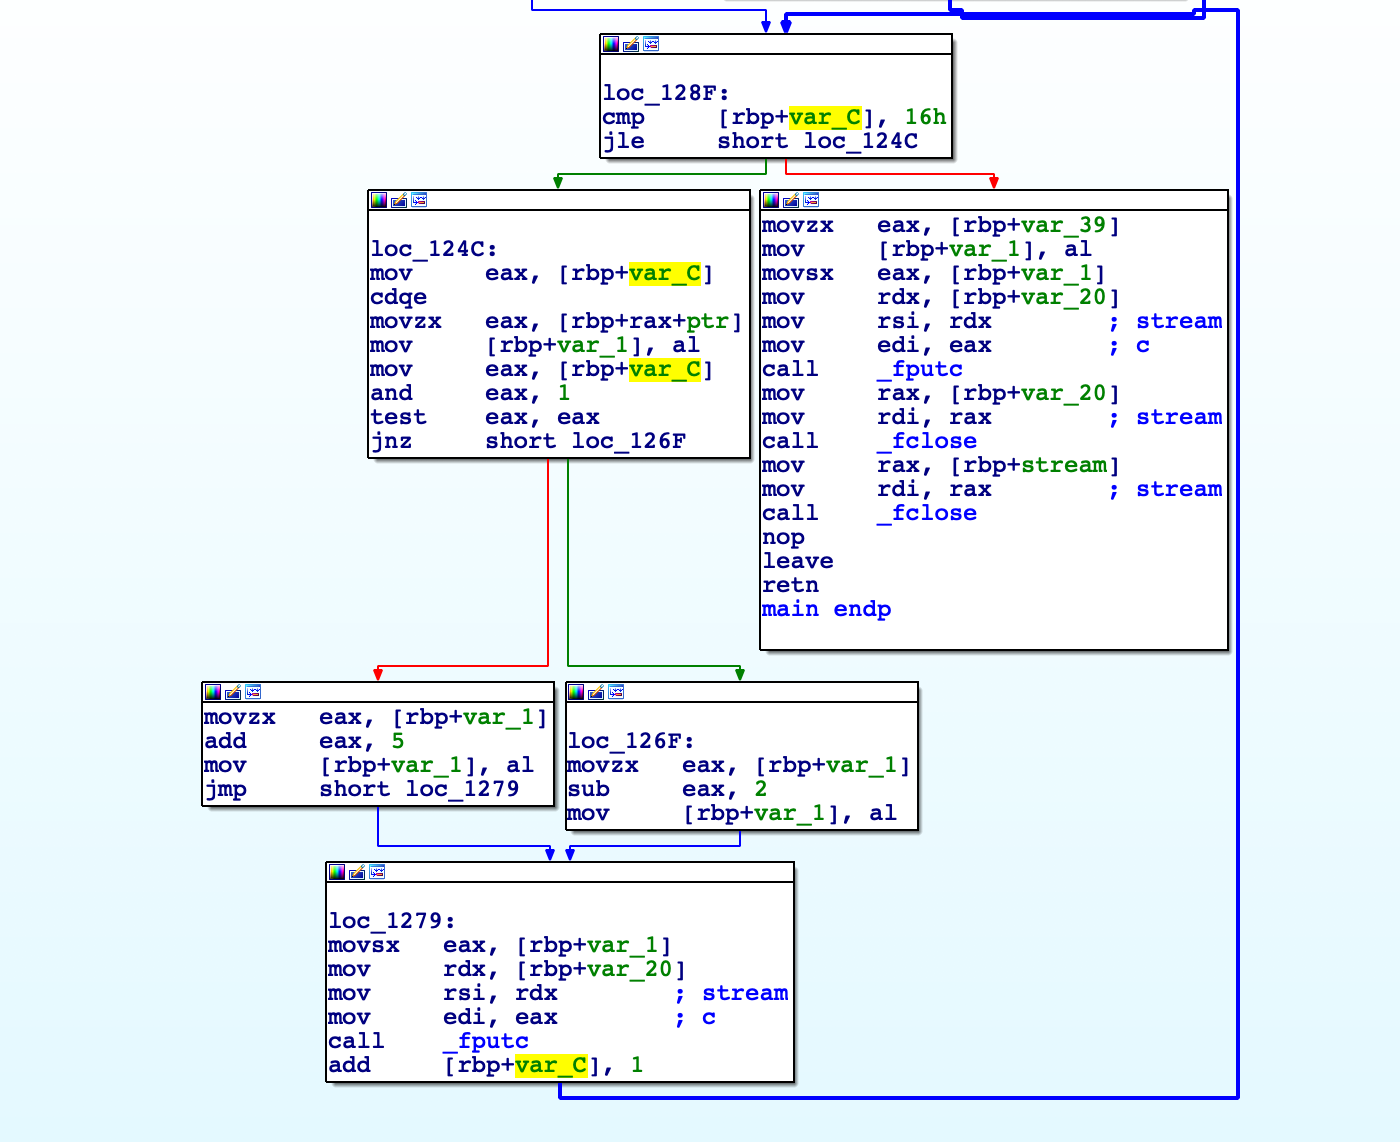 loc_128F:
cmp [rbp+var_C], 16h
jle short loc_124C
loc_124C:
mov eax, [rbp+var_C]
cdqe
movzx eax, [rbp+rax+ptr]
mov [rbp+var_1], al
mov eax, [rbp+var_C]
and eax, 1
test eax, eax
jnz short loc_126F
movzx eax, [rbp+var_39]
mov [rbp+var_1], al
movsx eax, [rbp+var_1]
mov rdx, [rbp+var_20]
mov rsi, rdx ; stream
mov edi, eax ; c
call _fputc
mov rax, [rbp+var_20]
mov rdi, rax ; stream
call _fclose
mov rax, [rbp+stream]
mov rdi, rax ; stream
call _fclose
nop
leave
retn
main endp
movzx eax, [rbp+var_1]
add eax, 5
mov [rbp+var_1], al
jmp short loc_1279
loc_126F:
movzx eax, [rbp+var_1]
sub eax, 2
mov [rbp+var_1], al
loc_1279:
movsx eax, [rbp+var_1]
mov rdx, [rbp+var_20]
mov rsi, rdx ; stream
mov edi, eax ; c
call _fputc
add [rbp+var_C], 1